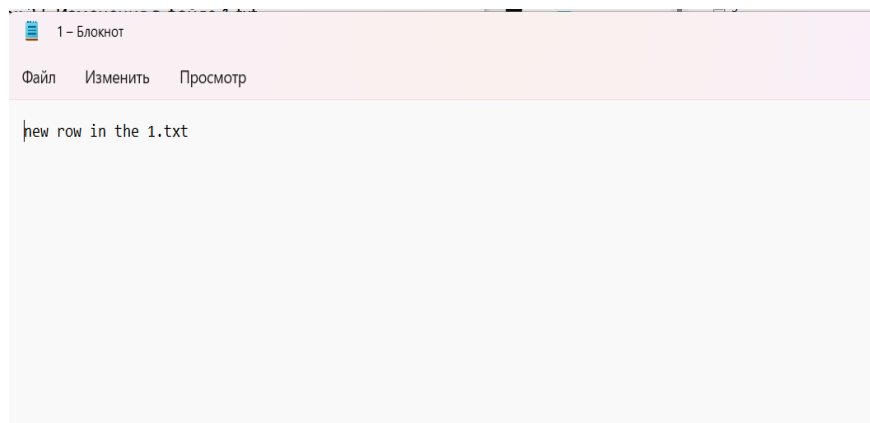 1 – Блокнот
Файл Изменить Просмотр
new row in the 1.txt